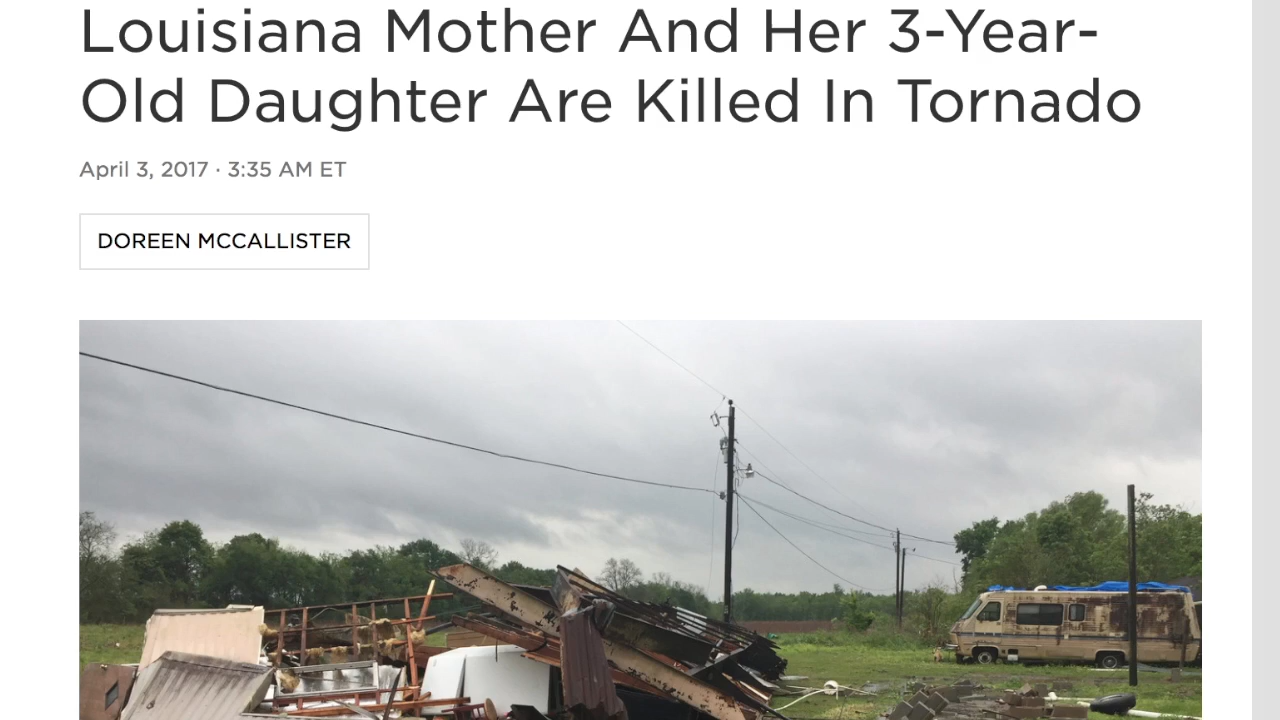 Louisiana Mother And Her 3-Year-
Old Daughter Are Killed In Tornado
April 3, 2017 · 3:35 AM ET
DOREEN MCCALLISTER